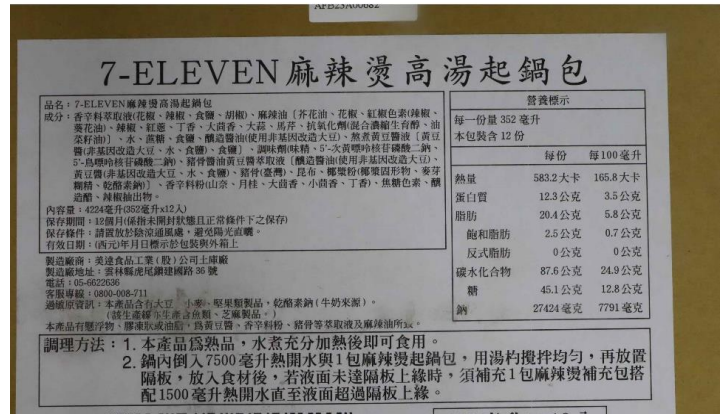 AFB23A00682
7-ELEVEN麻辣燙高湯起鍋包
品名：7-ELEVEN麻辣燙高湯起鍋包
成分：香辛料萃取液(花椒、辣椒、食鹽、胡椒)、麻辣油〔芥花油、花椒、紅椒色素(辣椒、
葵花油)、辣椒、紅蔥、丁香、大茴香、大蒜、馬芹、抗氧化劑(混合濃縮生育醇、油
菜籽油)〕、水、蔗糖、食鹽、釀造醬油(使用非基因改造大豆)、熬煮黃豆醬液〔黃豆
醬(非基因改造大豆、水、食鹽)、食鹽〕、調味劑(味精、5'-次黃嘌呤核苷磷酸二鈉、
5'-鳥嘌呤核苷磷酸二鈉)、豬骨醬油黃豆醬萃取液〔釀造醬油(使用非基因改造大豆)、
黃豆醬(非基因改造大豆、水、食鹽)、豬骨(臺灣)、昆布、椰漿粉(椰漿固形物、麥芽
糊精、乾酪素鈉)〕、香辛料粉(山奈、月桂、大茴香、小茴香、丁香)、焦糖色素、釀
造醋、辣椒抽出物。
內容量：4224毫升(352毫升x12入)
保存期間：12個月(係指未開封狀態且正常條件下之保存)
保存條件：請置放於陰涼通風處，避免陽光直曬。
有效日期：(西元)年月日標示於包裝與外箱上
製造廠商：美達食品工業(股)公司土庫廠
製造廠地址：雲林縣虎尾鎮建國路36號
電話：05-6622636
客服專線：0800-008-711
過敏原資訊：本產品含有大豆、小麥、堅果類製品，乾酪素鈉(牛奶來源)。
(該生產線亦生產含魚類、芝麻製品。)
本產品有懸浮物、膠凍狀或油脂，為黃豆醬、香辛料粉、豬骨等萃取液及麻辣油所致。
營養標示
每一份量 352 毫升
本包裝含 12 份
每份 每100毫升
熱量 583.2大卡 165.8大卡
蛋白質 12.3公克 3.5公克
脂肪 20.4公克 5.8公克
飽和脂肪 2.5公克 0.7公克
反式脂肪 0公克 0公克
碳水化合物 87.6公克 24.9公克
糖 45.1公克 12.8公克
鈉 27424毫克 7791毫克
調理方法：1. 本產品為熟品，水煮充分加熱後即可食用。
2. 鍋內倒入7500毫升熱開水與1包麻辣燙起鍋包，用湯杓攪拌均勻，再放置
隔板，放入食材後，若液面未達隔板上緣時，須補充1包麻辣燙補充包搭
配1500毫升熱開水直至液面超過隔板上緣。